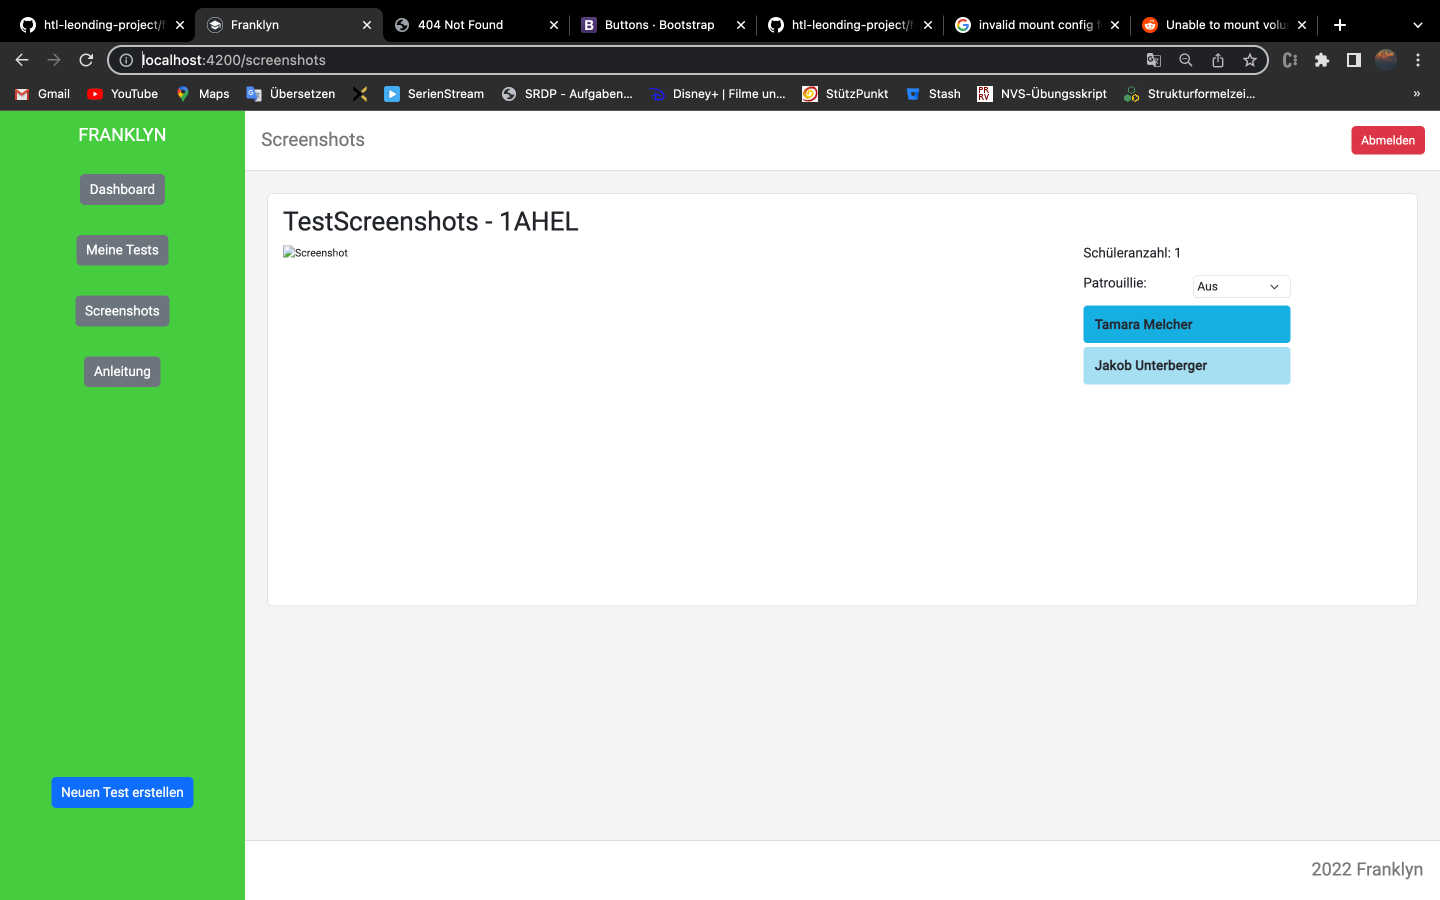 htl-leonding-project/f
Franklyn
404 Not Found
Buttons · Bootstrap
htl-leonding-project/f
invalid mount config f
Unable to mount volu
localhost:4200/screenshots
Gmail
YouTube
Maps
Übersetzen
SerienStream
SRDP - Aufgaben...
Disney+ | Filme un...
StützPunkt
Stash
NVS-Übungsskript
Strukturformelzei...
»
FRANKLYN
Dashboard
Meine Tests
Screenshots
Anleitung
Neuen Test erstellen
Screenshots
Abmelden
TestScreenshots - 1AHEL
Screenshot
Schüleranzahl: 1
Patrouillie:
Aus
Tamara Melcher
Jakob Unterberger
2022 Franklyn